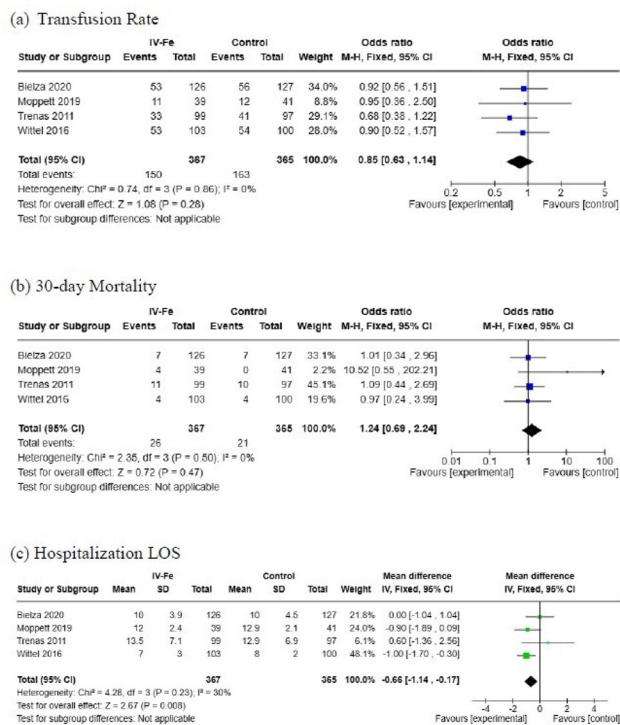 (a) Transfusion Rate
IV-Fe Control Odds ratio Odds ratio
Study or Subgroup Events Total Events Total Weight M-H, Fixed, 95% CI M-H, Fixed, 95% CI
Bielza 2020 53 126 56 127 34.0% 0.92 [0.56 , 1.51]
Moppett 2019 11 39 12 41 8.8% 0.95 [0.36 , 2.50]
Trenas 2011 33 99 41 97 29.1% 0.68 [0.38 , 1.22]
Wittel 2016 53 103 54 100 28.0% 0.90 [0.52 , 1.57]
Total (95% CI) 367 365 100.0% 0.85 [0.63 , 1.14]
Total events: 150 163
Heterogeneity: Chi² = 0.74, df = 3 (P = 0.86); I² = 0%
Test for overall effect: Z = 1.08 (P = 0.28)
Test for subgroup differences: Not applicable
0.2 0.5 1 2 5
Favours [experimental] Favours [control]
(b) 30-day Mortality
IV-Fe Control Odds ratio Odds ratio
Study or Subgroup Events Total Events Total Weight M-H, Fixed, 95% CI M-H, Fixed, 95% CI
Bielza 2020 7 126 7 127 33.1% 1.01 [0.34 , 2.96]
Moppett 2019 4 39 0 41 2.2% 10.52 [0.55 , 202.21]
Trenas 2011 11 99 10 97 45.1% 1.09 [0.44 , 2.69]
Wittel 2016 4 103 4 100 19.6% 0.97 [0.24 , 3.99]
Total (95% CI) 367 365 100.0% 1.24 [0.69 , 2.24]
Total events: 26 21
Heterogeneity: Chi² = 2.35, df = 3 (P = 0.50); I² = 0%
Test for overall effect: Z = 0.72 (P = 0.47)
Test for subgroup differences: Not applicable
0.01 0.1 1 10 100
Favours [experimental] Favours [control]
(c) Hospitalization LOS
IV-Fe Control Mean difference Mean difference
Study or Subgroup Mean SD Total Mean SD Total Weight IV, Fixed, 95% CI IV, Fixed, 95% CI
Bielza 2020 10 3.9 126 10 4.5 127 21.8% 0.00 [-1.04 , 1.04]
Moppett 2019 12 2.4 39 12.9 2.1 41 24.0% -0.90 [-1.89 , 0.09]
Trenas 2011 13.5 7.1 99 12.9 6.9 97 6.1% 0.60 [-1.36 , 2.56]
Wittel 2016 7 3 103 8 2 100 48.1% -1.00 [-1.70 , -0.30]
Total (95% CI) 367 365 100.0% -0.66 [-1.14 , -0.17]
Heterogeneity: Chi² = 4.28, df = 3 (P = 0.23); I² = 30%
Test for overall effect: Z = 2.67 (P = 0.008)
Test for subgroup differences: Not applicable
-4 -2 0 2 4
Favours [experimental] Favours [control]